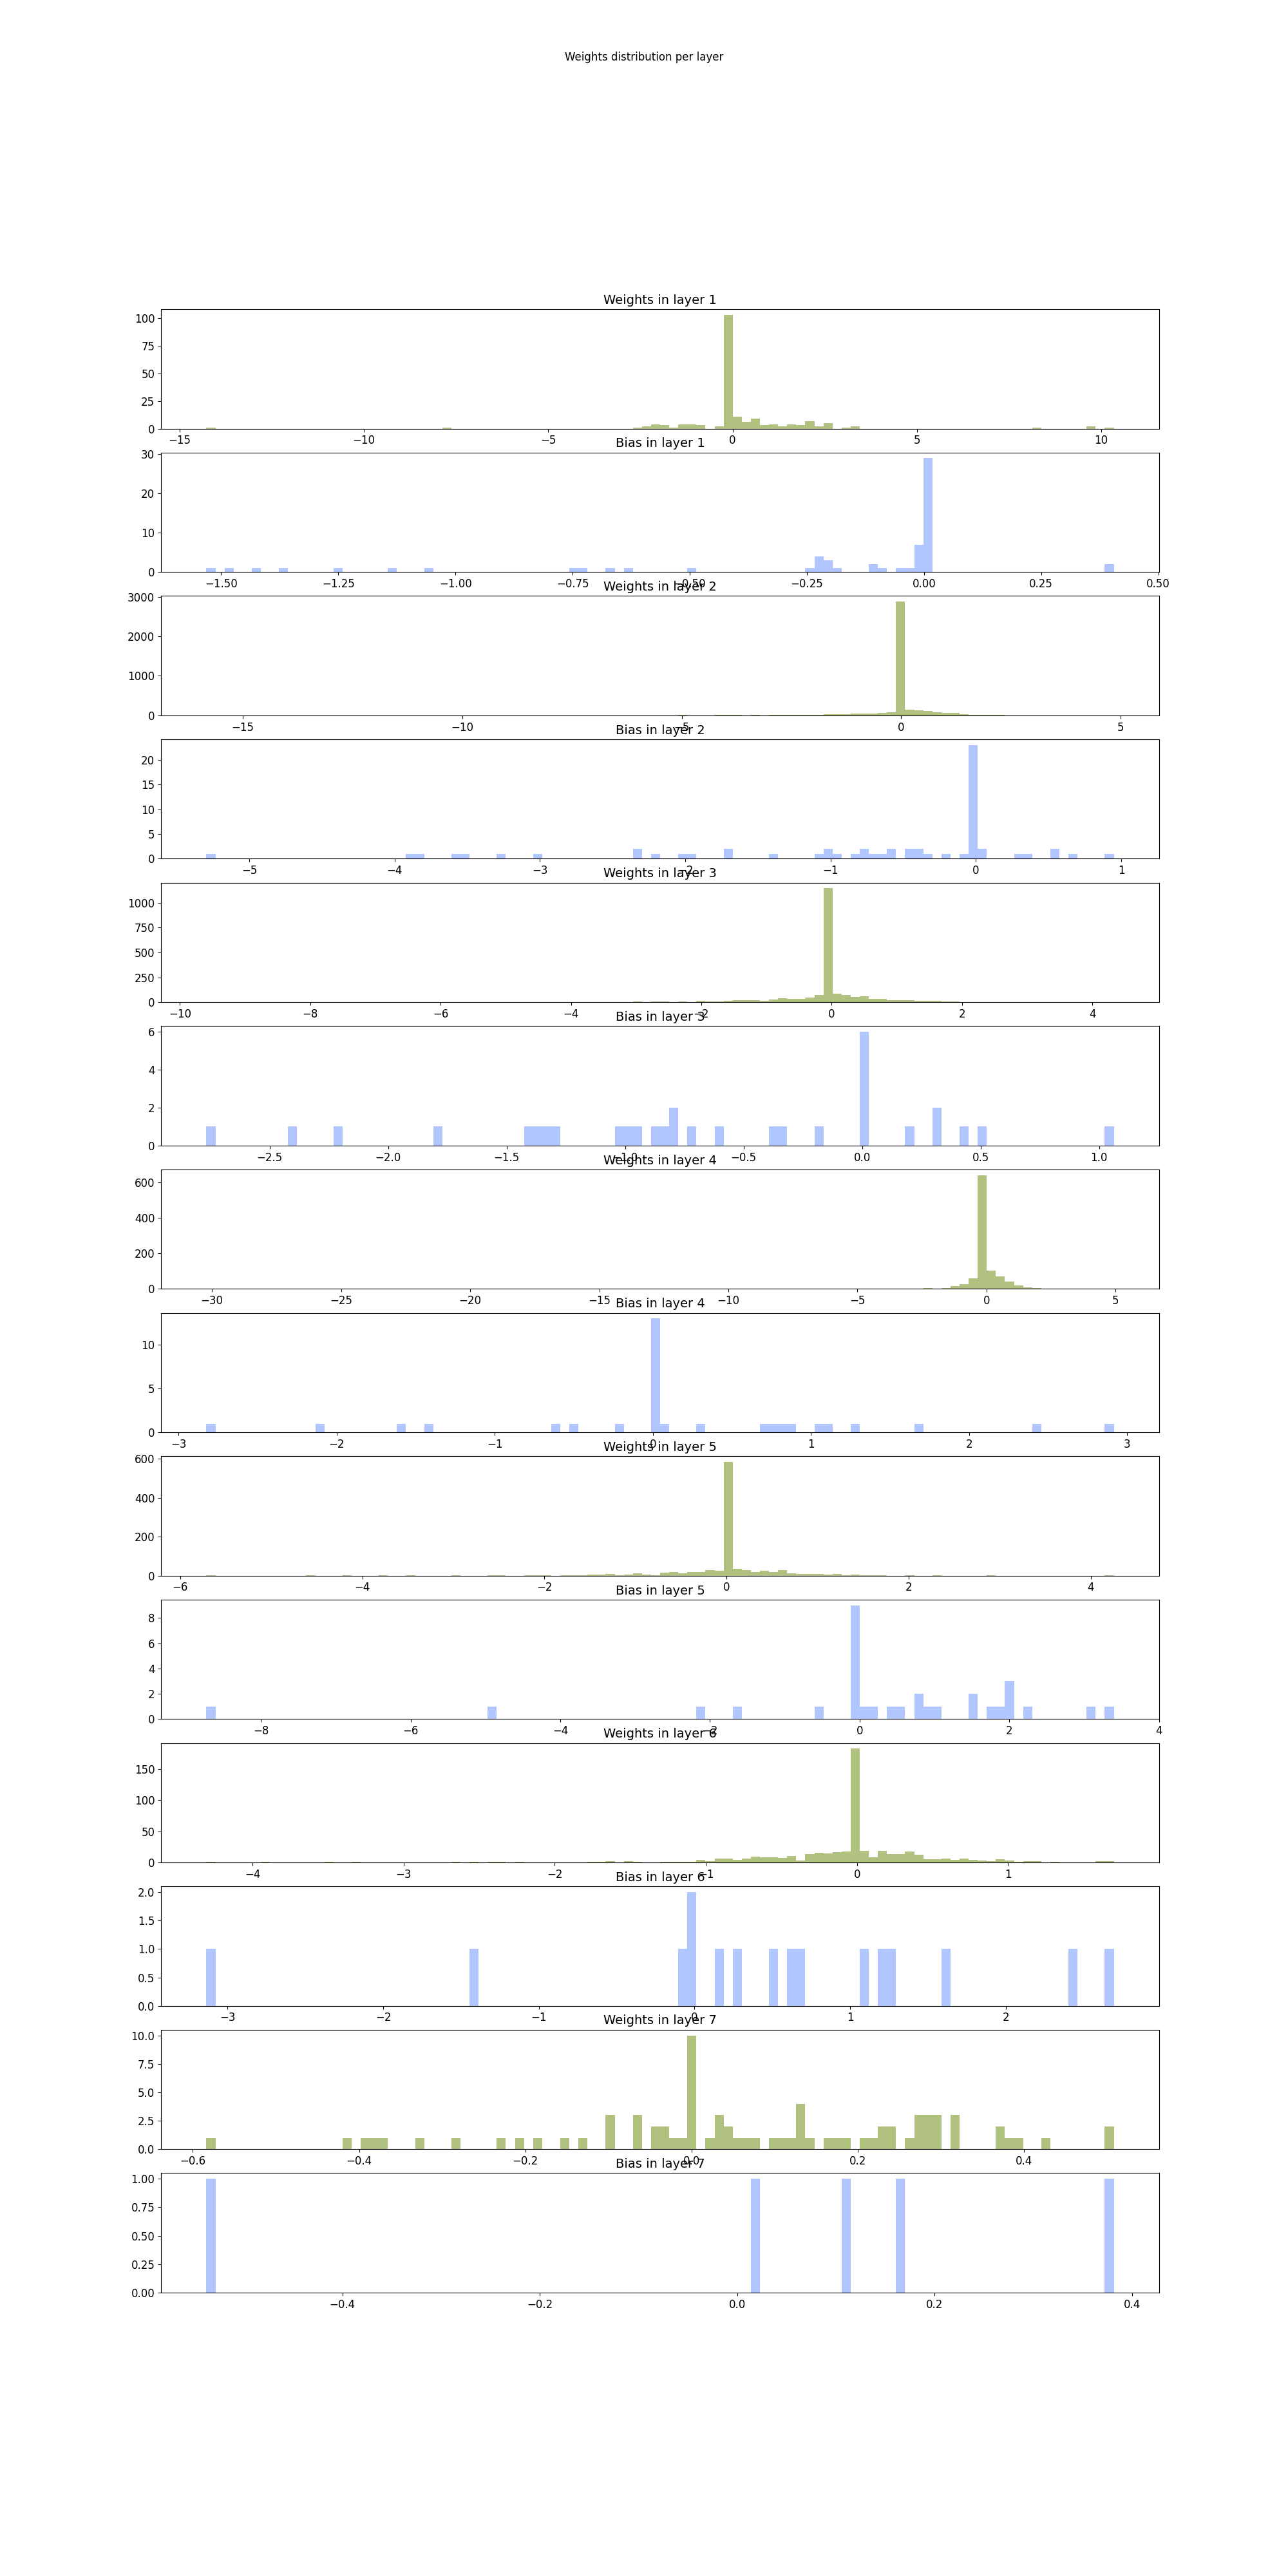 Weights distribution per layer
Weights in layer 1
100
75
50
25
0
−15 −10 −5 0 5 10
Bias in layer 1
30
20
10
0
−1.50 −1.25 −1.00 −0.75 −0.50 −0.25 0.00 0.25 0.50
Weights in layer 2
3000
2000
1000
0
−15 −10 −5 0 5
Bias in layer 2
20
15
10
5
0
−5 −4 −3 −2 −1 0 1
Weights in layer 3
1000
750
500
250
0
−10 −8 −6 −4 −2 0 2 4
Bias in layer 3
6
4
2
0
−2.5 −2.0 −1.5 −1.0 −0.5 0.0 0.5 1.0
Weights in layer 4
600
400
200
0
−30 −25 −20 −15 −10 −5 0 5
Bias in layer 4
10
5
0
−3 −2 −1 0 1 2 3
Weights in layer 5
600
400
200
0
−6 −4 −2 0 2 4
Bias in layer 5
8
6
4
2
0
−8 −6 −4 −2 0 2 4
Weights in layer 6
150
100
50
0
−4 −3 −2 −1 0 1
Bias in layer 6
2.0
1.5
1.0
0.5
0.0
−3 −2 −1 0 1 2
Weights in layer 7
10.0
7.5
5.0
2.5
0.0
−0.6 −0.4 −0.2 0.0 0.2 0.4
Bias in layer 7
1.00
0.75
0.50
0.25
0.00
−0.4 −0.2 0.0 0.2 0.4